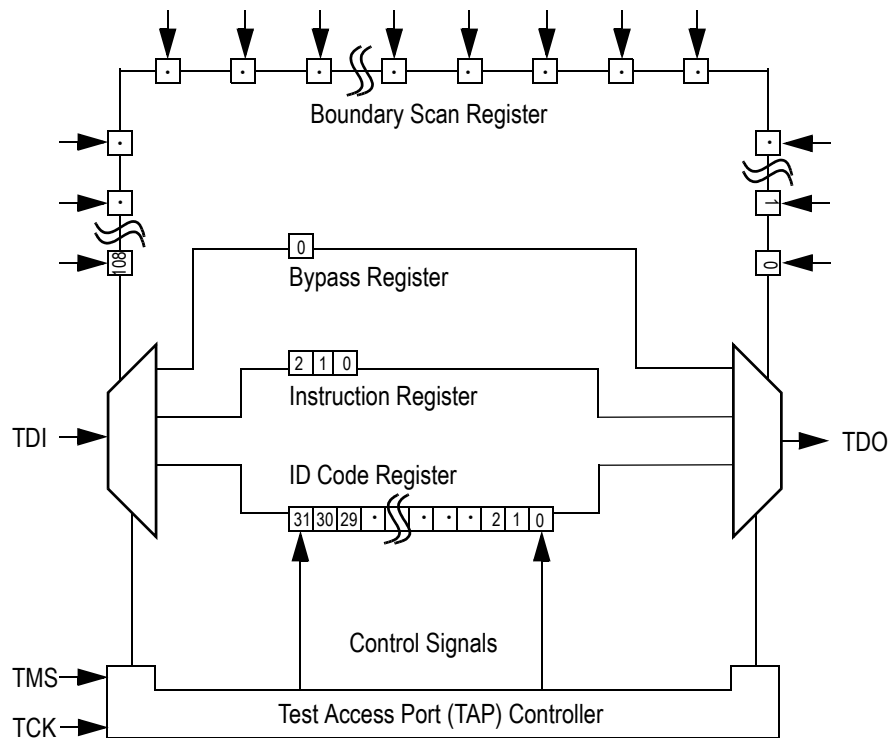 Boundary Scan Register
1
108
0
0
Bypass Register
2 1 0
Instruction Register
TDI
TDO
ID Code Register
31 30 29 · · · · 2 1 0
Control Signals
TMS
Test Access Port (TAP) Controller
TCK